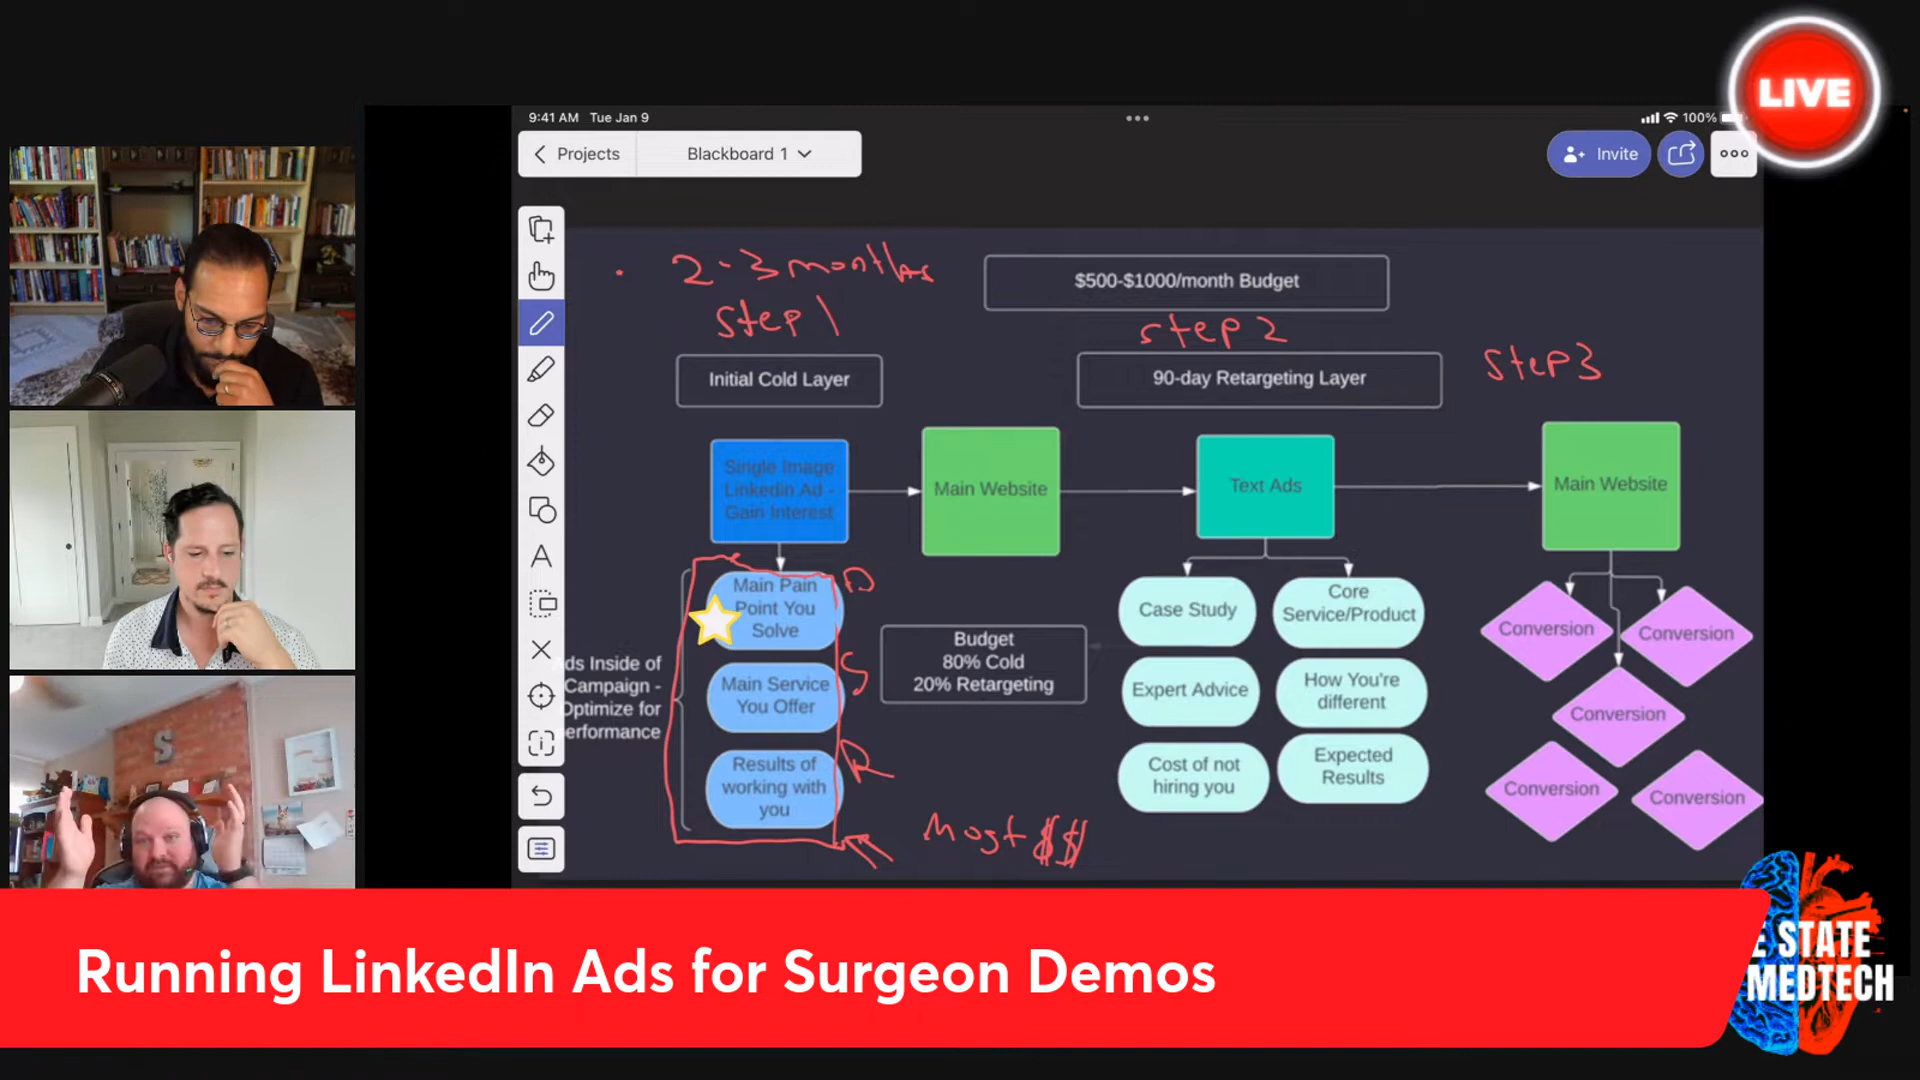 LIVE
9:41 AM Tue Jan 9
100%
Projects
Blackboard 1
Invite
2-3 months
$500-$1000/month Budget
Step 1
Step 2
Step 3
Initial Cold Layer
90-day Retargeting Layer
Single Image
Linkedin Ad -
Gain Interest
Main Website
Text Ads
Main Website
Main Pain
Point You
Solve
D
Main Service
You Offer
S
Results of
working with
you
R
Ads Inside of
Campaign -
Optimize for
erformance
Budget
80% Cold
20% Retargeting
Most $$
Case Study
Core
Service/Product
Expert Advice
How You're
different
Cost of not
hiring you
Expected
Results
Conversion
Conversion
Conversion
Conversion
Conversion
Running LinkedIn Ads for Surgeon Demos
E STATE
MEDTECH